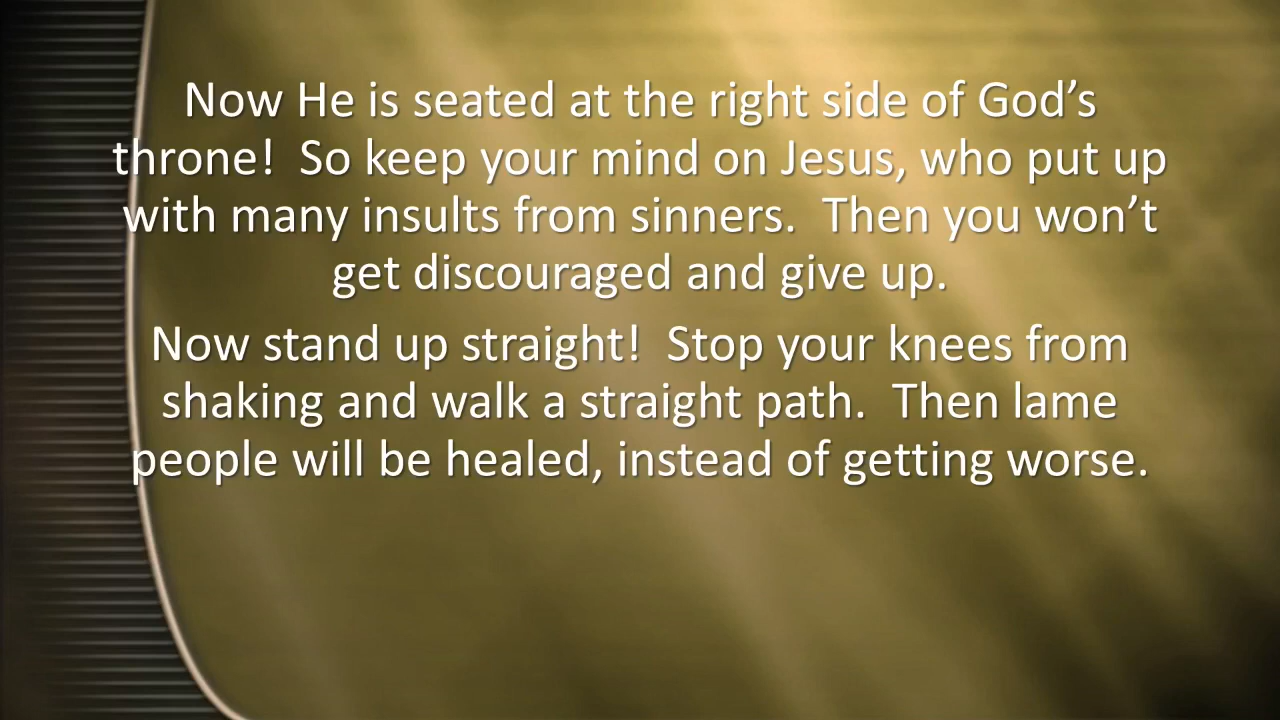 Now He is seated at the right side of God’s
throne!  So keep your mind on Jesus, who put up
with many insults from sinners.  Then you won’t
get discouraged and give up.
Now stand up straight!  Stop your knees from
shaking and walk a straight path.  Then lame
people will be healed, instead of getting worse.